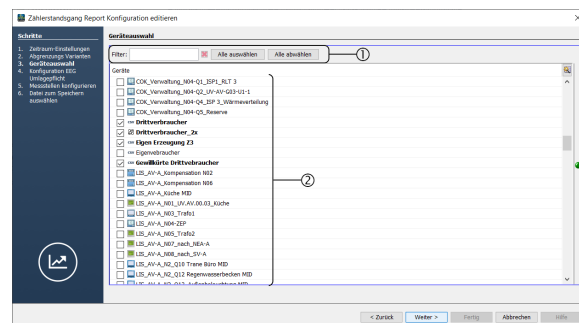 Zählerstandsgang Report Konfiguration editieren
Schritte
1. Zeitraum-Einstellungen
2. Abgrenzungs Varianten
3. Geräteauswahl
4. Konfiguration EEG
Umlagepflicht
5. Messstellen konfigurieren
6. Datei zum Speichern
auswählen
Geräteauswahl
Filter:
Alle auswählen
Alle abwählen
1
Geräte
COK_Verwaltung_N04-Q1_ISP1_RLT 3
COK_Verwaltung_N04-Q2_UV-AV-G03-U1-1
COK_Verwaltung_N04-Q4_ISP 3_Wärmeverteilung
COK_Verwaltung_N04-Q5_Reserve
Drittverbraucher
Drittverbraucher_2x
Eigen Erzeugung Z3
Eigenvebraucher
Gewillkürte Drittvebraucher
LIS_AV-A_Kompensation N02
2
LIS_AV-A_Kompensation N06
LIS_AV-A_Küche MID
LIS_AV-A_N01_UV.AV.00.03_Küche
LIS_AV-A_N03_Trafo1
LIS_AV-A_N04-ZEP
LIS_AV-A_N05_Trafo2
LIS_AV-A_N07_nach_NEA-A
LIS_AV-A_N08_nach_SV-A
LIS_AV-A_N2_Q10 Trane Büro MID
LIS_AV-A_N2_Q12 Regenwasserbecken MID
< Zurück
Weiter >
Fertig
Abbrechen
Hilfe